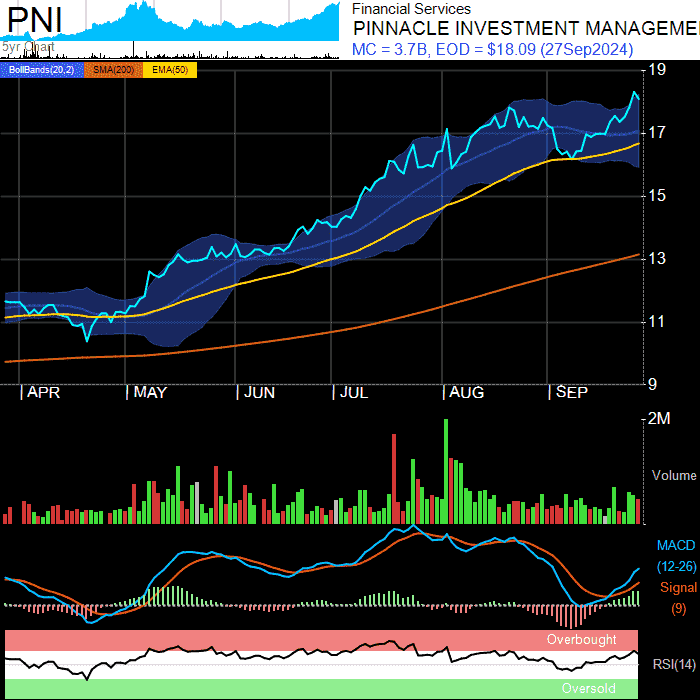 PNI
Financial Services
PINNACLE INVESTMENT MANAGEME
MC = 3.7B, EOD = $18.09 (27Sep2024)
5yr Chart
BollBands(20,2) SMA(200) EMA(50)
19
17
15
13
11
9
APR MAY JUN JUL AUG SEP
2M
Volume
MACD
(12-26)
Signal
(9)
Overbought
RSI(14)
Oversold